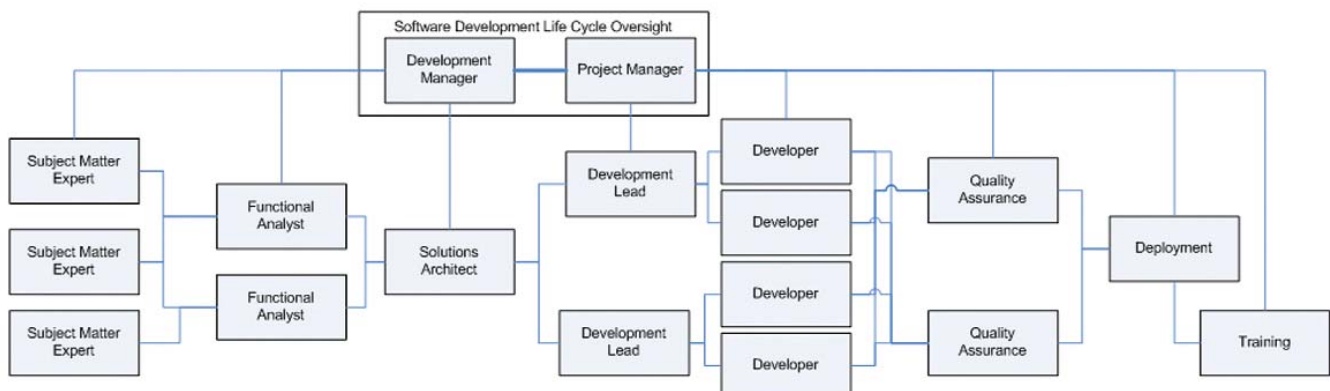 Software Development Life Cycle Oversight
Development
Manager
Project Manager
Subject Matter
Expert
Subject Matter
Expert
Subject Matter
Expert
Functional
Analyst
Functional
Analyst
Solutions
Architect
Development
Lead
Development
Lead
Developer
Developer
Developer
Developer
Quality
Assurance
Quality
Assurance
Deployment
Training